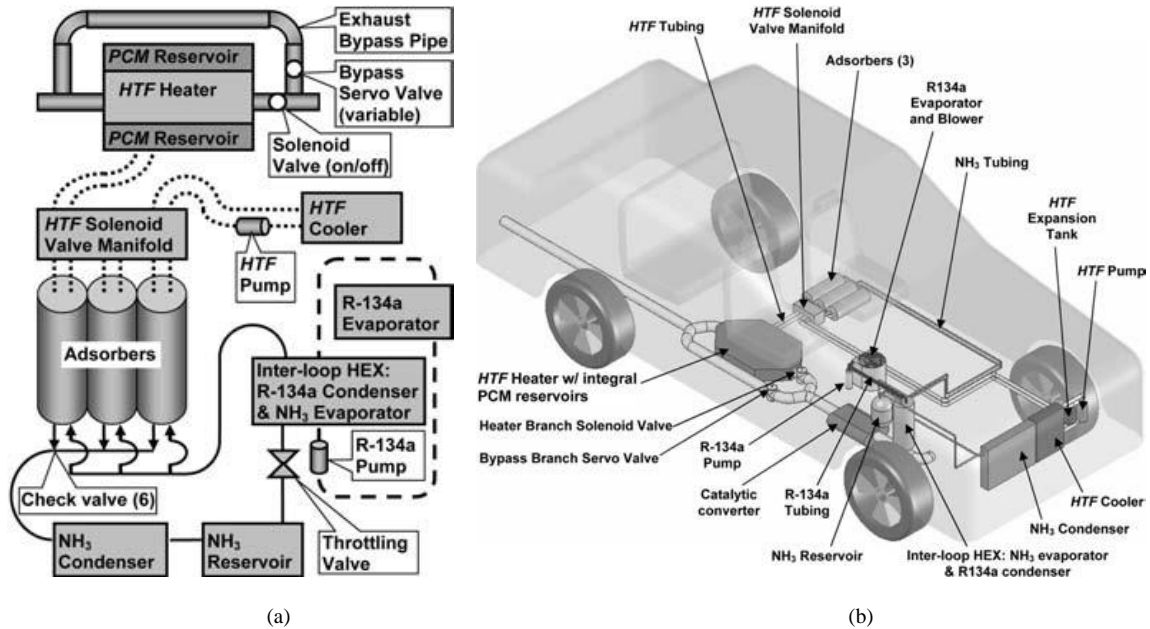 Exhaust
Bypass Pipe
PCM Reservoir
HTF Heater
Bypass
Servo Valve
(variable)
PCM Reservoir
Solenoid
Valve (on/off)
HTF Solenoid
Valve Manifold
HTF
Cooler
HTF
Pump
R-134a
Evaporator
Adsorbers
Inter-loop HEX:
R-134a Condenser
& NH3 Evaporator
R-134a
Pump
Check valve (6)
NH3
Condenser
NH3
Reservoir
Throttling
Valve
(a)
HTF Tubing
HTF Solenoid
Valve Manifold
Adsorbers (3)
R134a
Evaporator
and Blower
NH3 Tubing
HTF
Expansion
Tank
HTF Pump
HTF Heater w/ integral
PCM reservoirs
Heater Branch Solenoid Valve
Bypass Branch Servo Valve
R-134a
Pump
Catalytic
converter
R-134a
Tubing
NH3 Reservoir
Inter-loop HEX: NH3 evaporator
& R134a condenser
HTF Cooler
NH3 Condenser
(b)